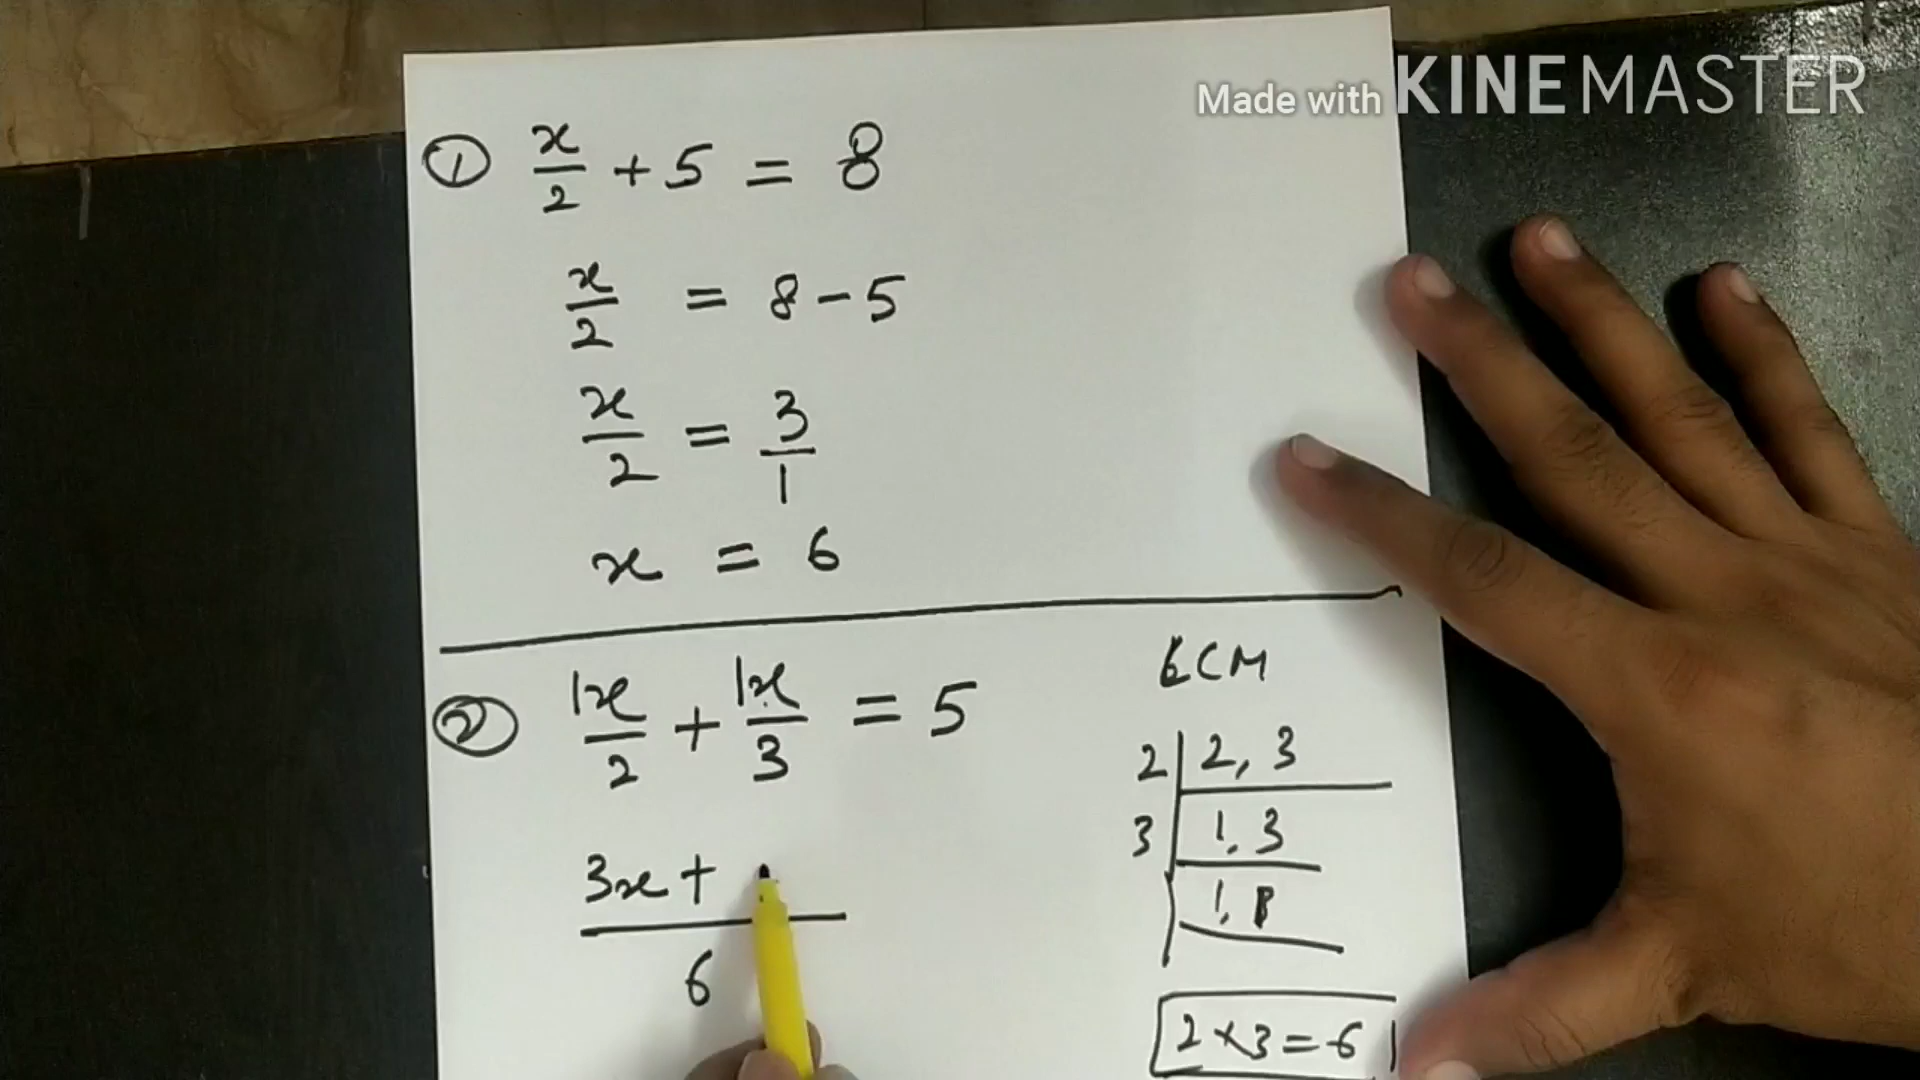 Made with KINEMASTER
① x/2 + 5 = 8
x/2 = 8 - 5
x/2 = 3/1
x = 6
② 1x/2 + 1x/3 = 5
3x +
6
LCM
2 | 2, 3
3 | 1, 3
1, 1
2 × 3 = 6